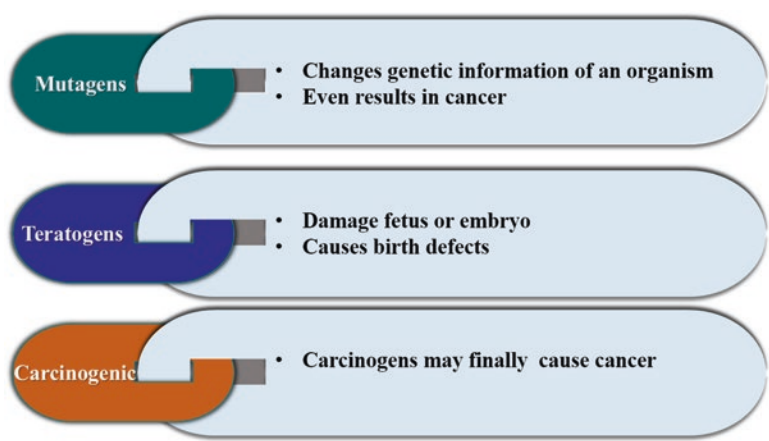 Mutagens
• Changes genetic information of an organism
• Even results in cancer
Teratogens
• Damage fetus or embryo
• Causes birth defects
Carcinogenic
• Carcinogens may finally cause cancer